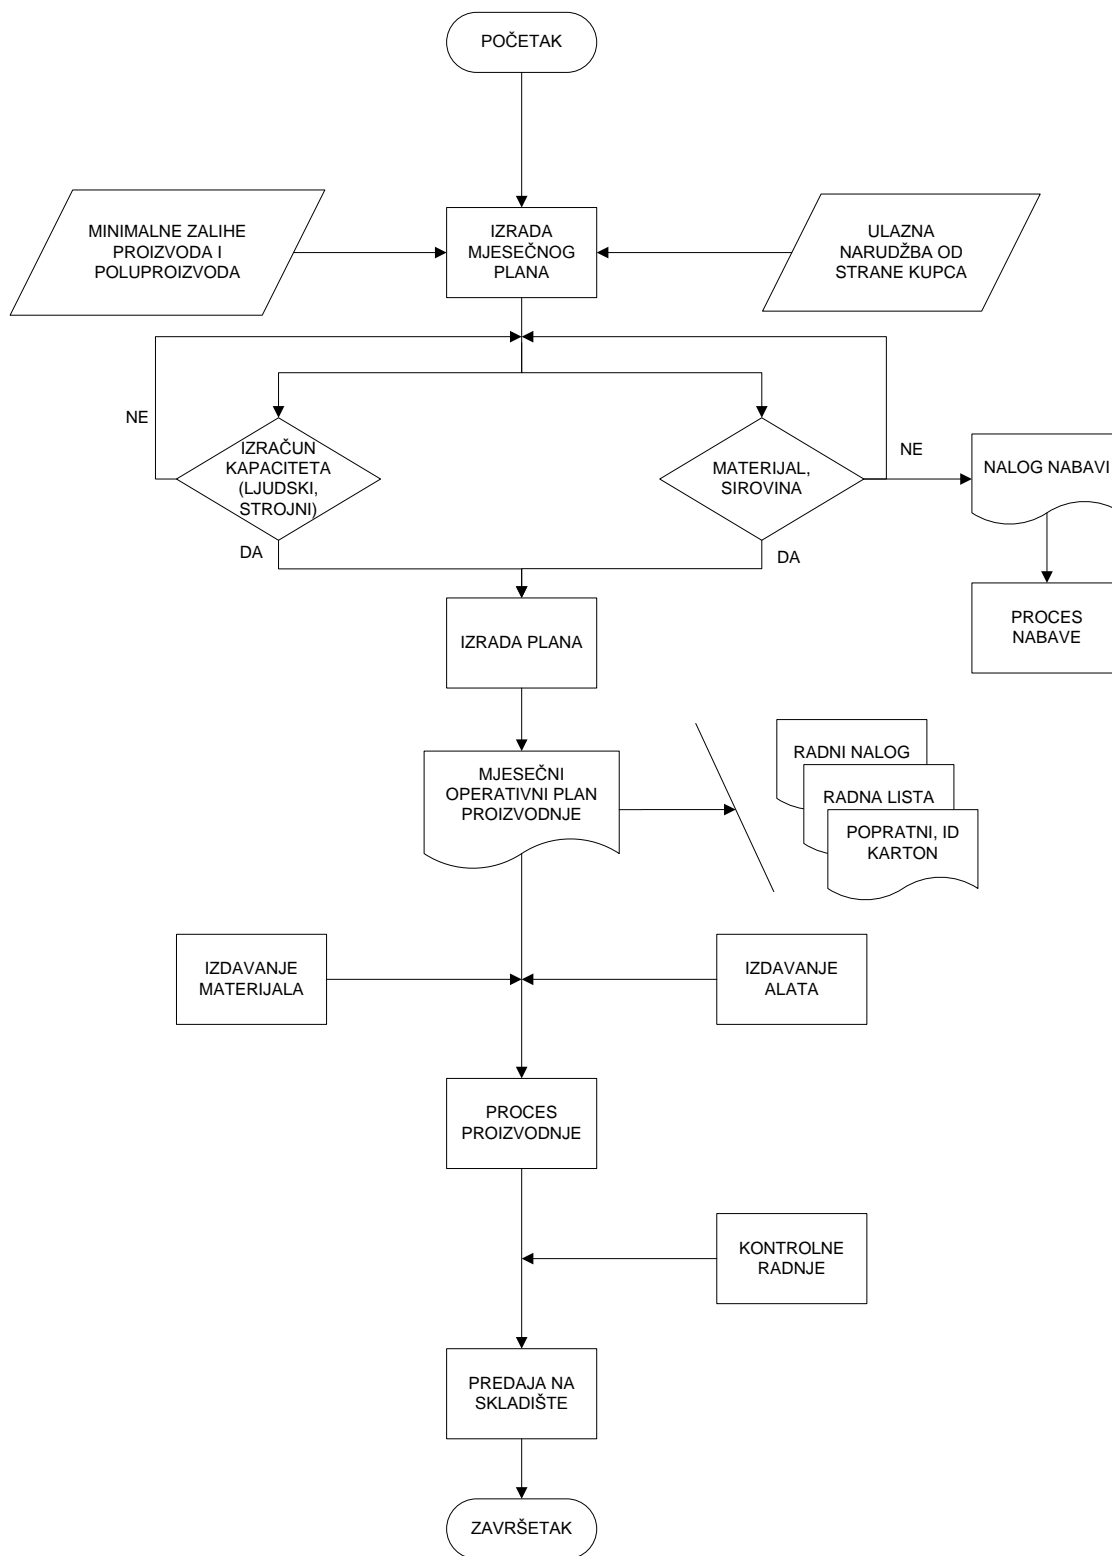 POČETAK
MINIMALNE ZALIHE
PROIZVODA I
POLUPROIZVODA
IZRADA
MJESEČNOG
PLANA
ULAZNA
NARUDŽBA OD
STRANE KUPCA
NE
IZRAČUN
KAPACITETA
(LJUDSKI,
STROJNI)
MATERIJAL,
SIROVINA
NE
NALOG NABAVI
DA
DA
IZRADA PLANA
PROCES
NABAVE
MJESEČNI
OPERATIVNI PLAN
PROIZVODNJE
RADNI NALOG
RADNA LISTA
POPRATNI, ID
KARTON
IZDAVANJE
MATERIJALA
IZDAVANJE
ALATA
PROCES
PROIZVODNJE
KONTROLNE
RADNJE
PREDAJA NA
SKLADIŠTE
ZAVRŠETAK